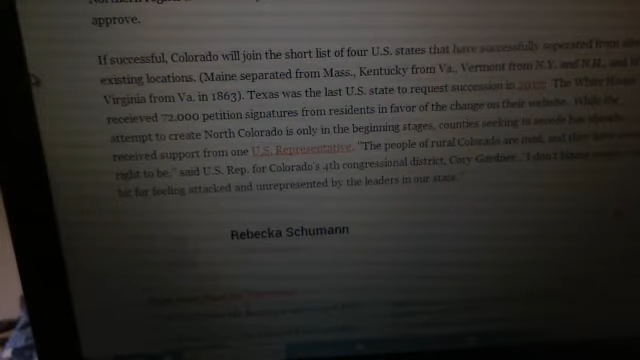 approve.
If successful, Colorado will join the short list of four U.S. states that have successfully seperated from
existing locations. (Maine separated from Mass., Kentucky from Va., Vermont from N.Y. and N.H., and
Virginia from Va. in 1863). Texas was the last U.S. state to request succession in The White House
receieved 72,000 petition signatures from residents in favor of the change on their website. While the
attempt to create North Colorado is only in the beginning stages, counties seeking to secede has already
received support from one U.S. Representative. "The people of rural Colorado are mad, and they have
right to be," said U.S. Rep. for Colorado's 4th congressional district, Cory Gardner. "I don't blame
bit for feeling attacked and unrepresented by the leaders in our state."
Rebecka Schumann